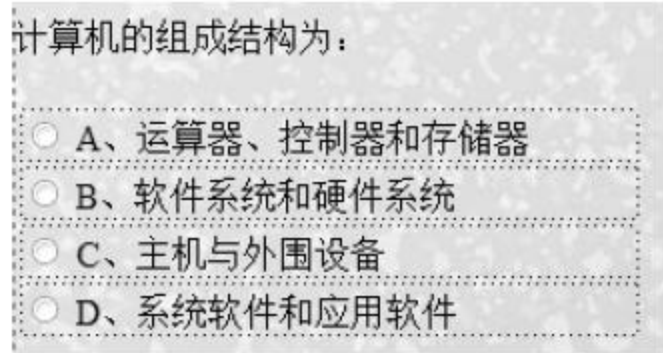 计算机的组成结构为：
A、运算器、控制器和存储器
B、软件系统和硬件系统
C、主机与外围设备
D、系统软件和应用软件